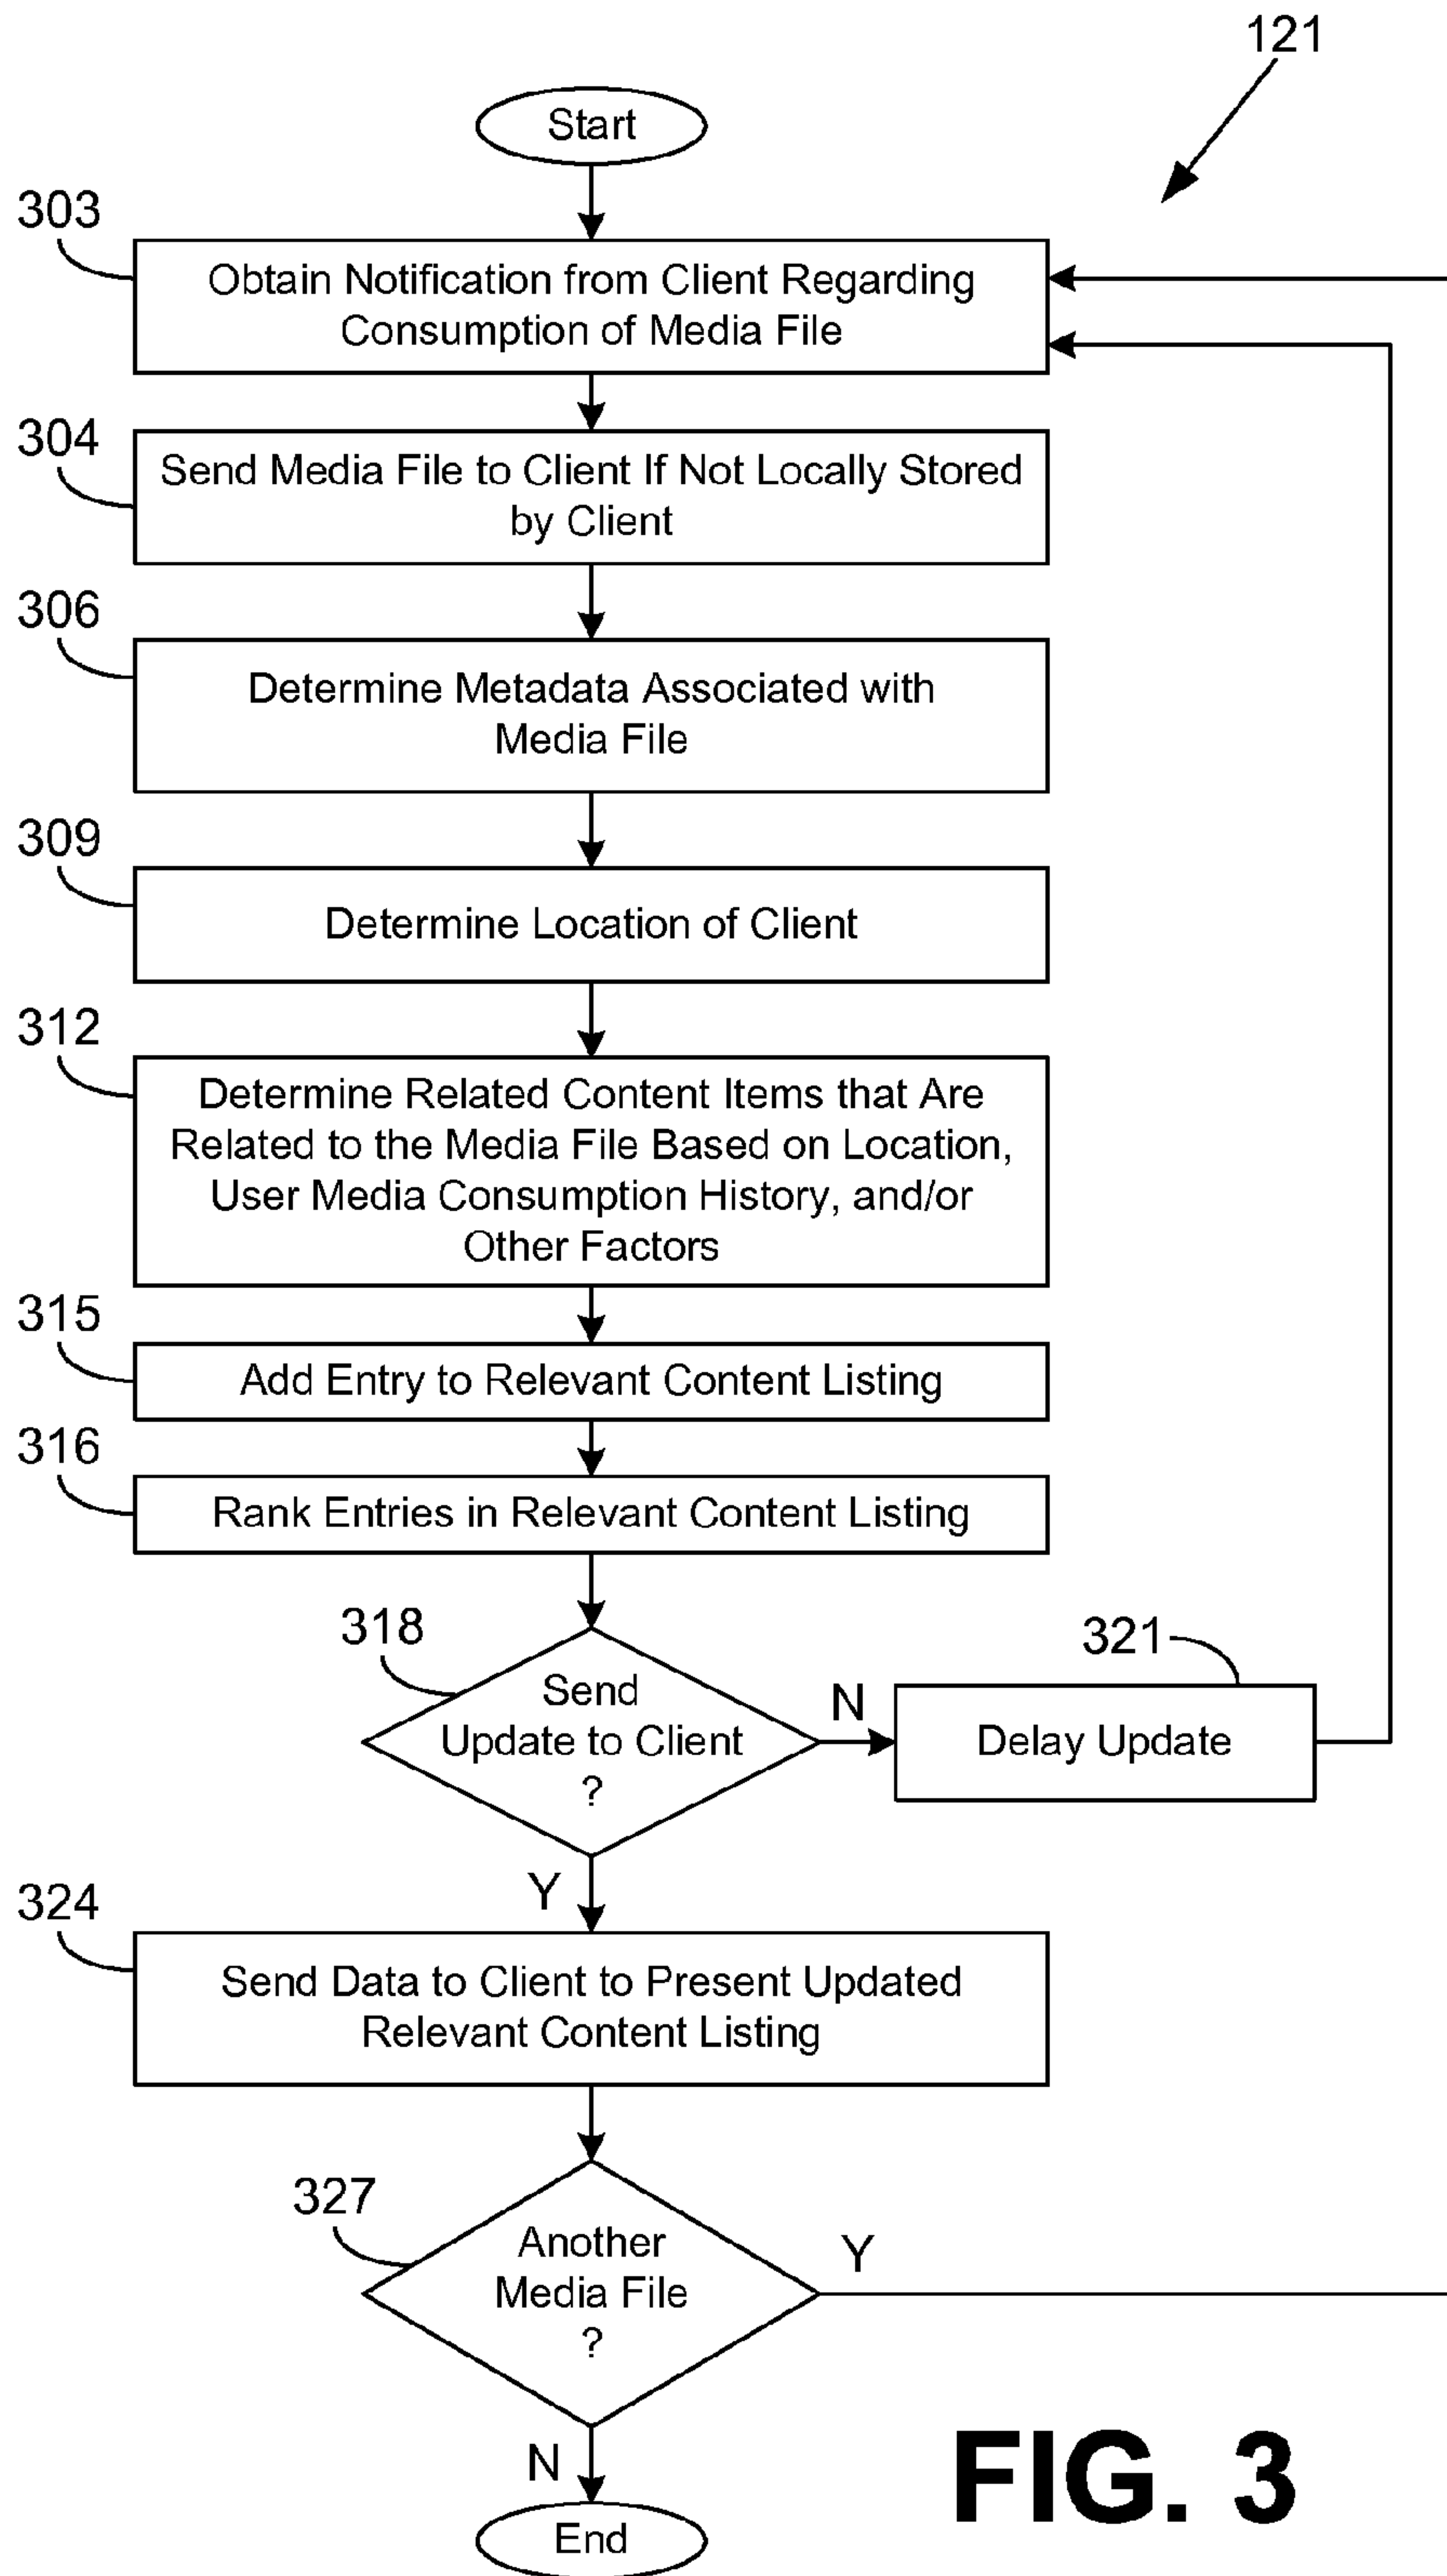 121
Start
303
Obtain Notification from Client Regarding
Consumption of Media File
304
Send Media File to Client If Not Locally Stored
by Client
306
Determine Metadata Associated with
Media File
309
Determine Location of Client
312
Determine Related Content Items that Are
Related to the Media File Based on Location,
User Media Consumption History, and/or
Other Factors
315
Add Entry to Relevant Content Listing
316
Rank Entries in Relevant Content Listing
318
Send
Update to Client
?
N
321
Delay Update
Y
324
Send Data to Client to Present Updated
Relevant Content Listing
327
Another
Media File
?
Y
N
End
FIG. 3